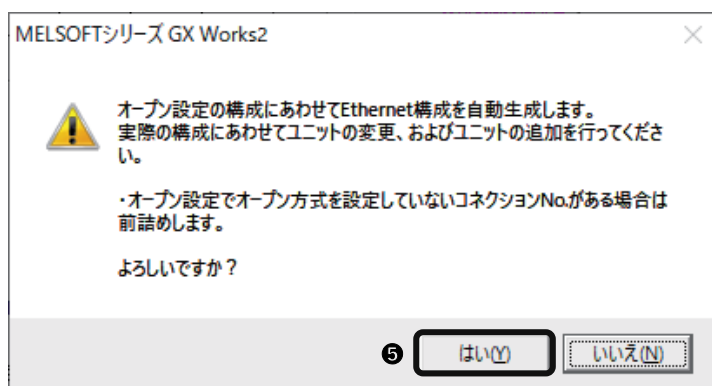 MELSOFTシリーズ GX Works2
オープン設定の構成にあわせてEthernet構成を自動生成します。
実際の構成にあわせてユニットの変更、およびユニットの追加を行ってくださ
い。
・オープン設定でオープン方式を設定していないコネクションNo.がある場合は
前詰めします。
よろしいですか？
❺ はい(Y) いいえ(N)